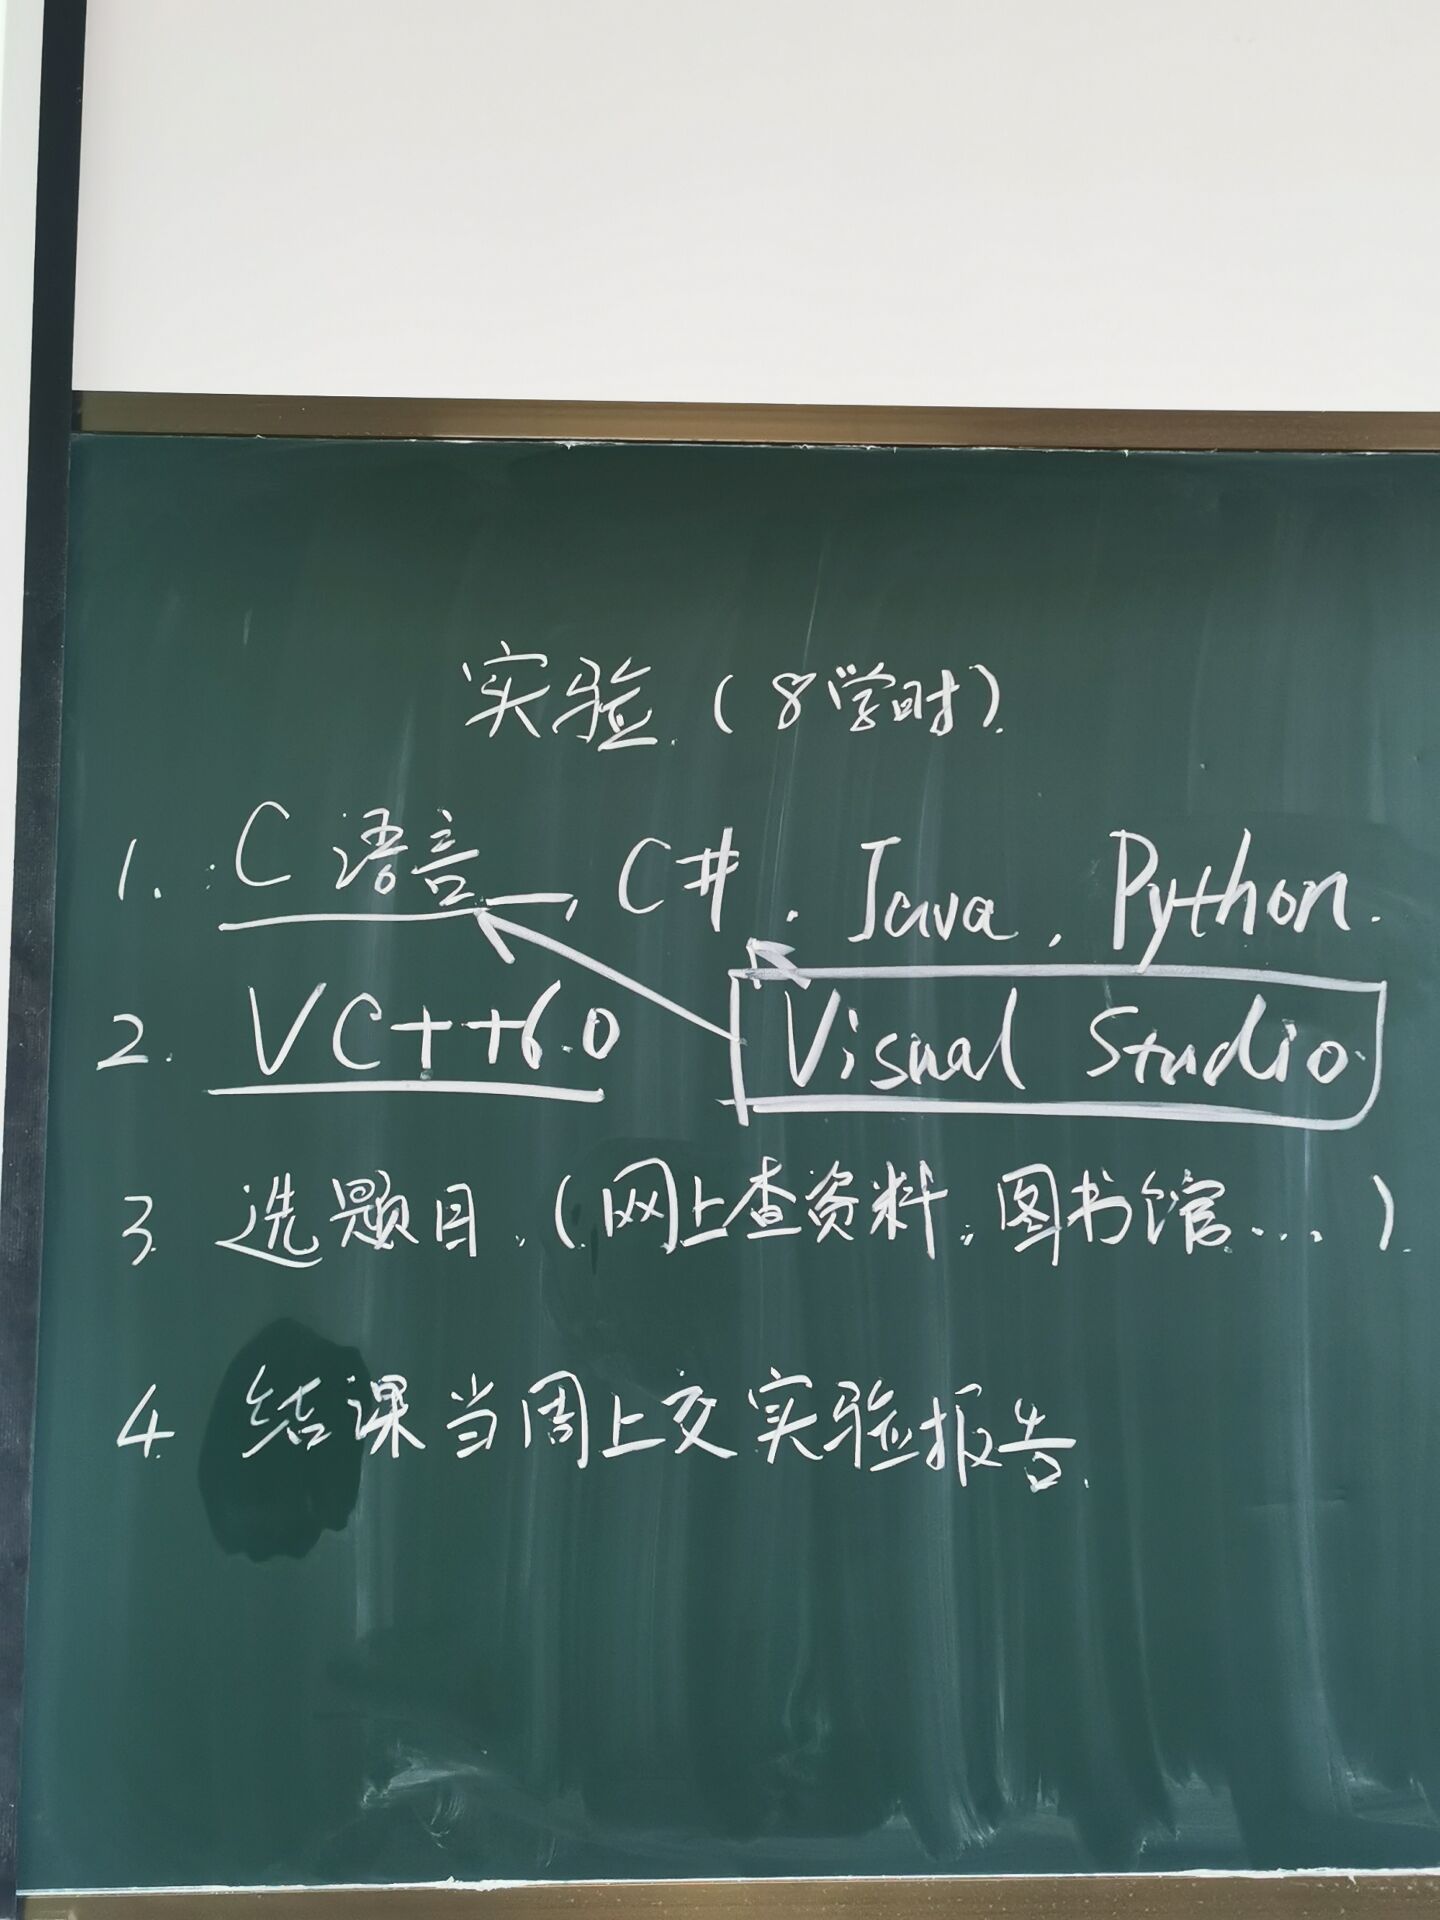 实验.(8学时).
1. C语言, C#. Java, Python.
2. VC++6.0 Visual Studio.
3. 选题目.(网上查资料,图书馆...).
4. 结课当周上交实验报告.